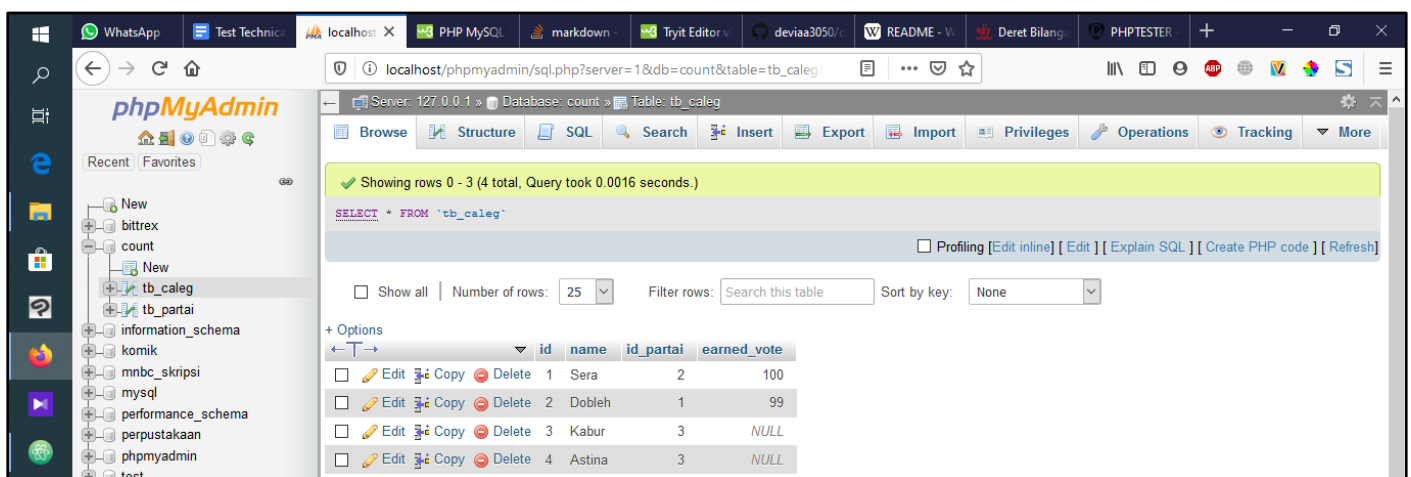 WhatsApp Test Technica localhost PHP MySQL markdown - Tryit Editor v deviaa3050/ README - W Deret Bilanga PHPTESTER -
localhost/phpmyadmin/sql.php?server=1&db=count&table=tb_caleg
ABP
phpMyAdmin
Recent Favorites
New
bittrex
count
New
tb_caleg
tb_partai
information_schema
komik
mnbc_skripsi
mysql
performance_schema
perpustakaan
phpmyadmin
test
Server: 127.0.0.1 » Database: count » Table: tb_caleg
Browse Structure SQL Search Insert Export Import Privileges Operations Tracking More
Showing rows 0 - 3 (4 total, Query took 0.0016 seconds.)
SELECT * FROM `tb_caleg`
Profiling [Edit inline] [ Edit ] [ Explain SQL ] [ Create PHP code ] [ Refresh]
Show all | Number of rows: 25 Filter rows: Search this table Sort by key: None
+ Options
←T→ id name id_partai earned_vote
Edit Copy Delete 1 Sera 2 100
Edit Copy Delete 2 Dobleh 1 99
Edit Copy Delete 3 Kabur 3 NULL
Edit Copy Delete 4 Astina 3 NULL